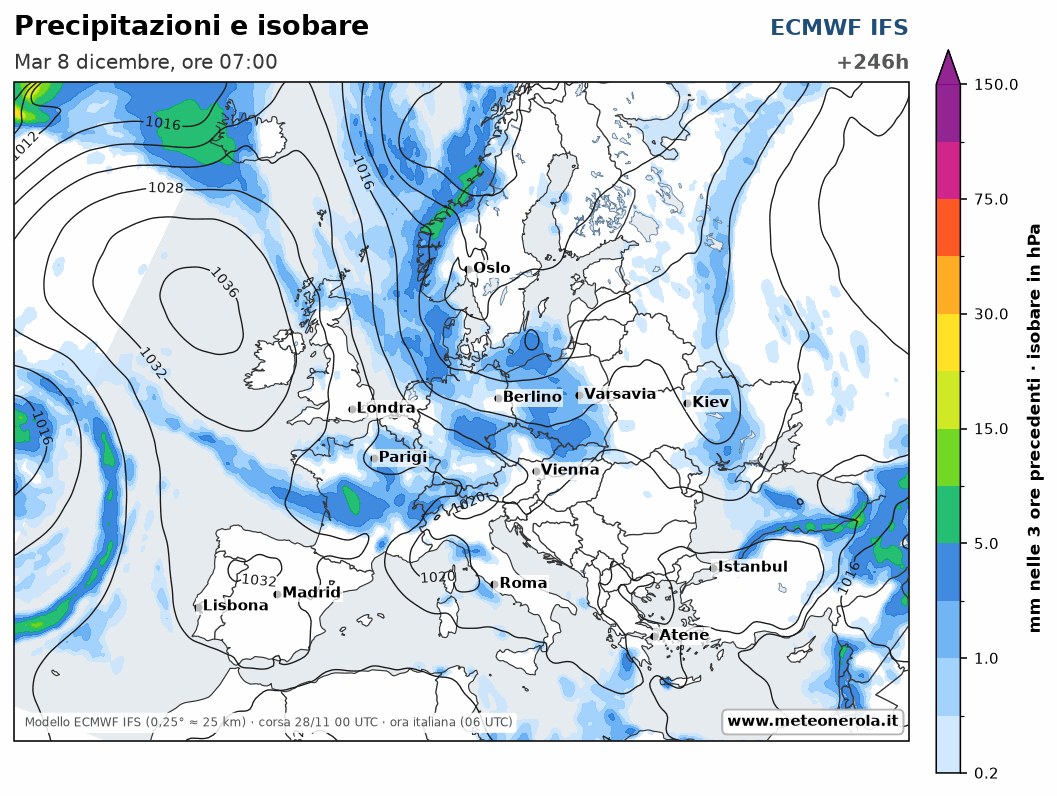 Precipitazioni e isobare
ECMWF IFS
Mar 8 dicembre, ore 07:00
+246h
150.0
75.0
30.0
15.0
5.0
1.0
0.2
mm nelle 3 ore precedenti · isobare in hPa
1016
1012
1028
1016
1036
1032
1016
1020
1032
1020
1016
Oslo
Berlino
Varsavia
Kiev
Londra
Parigi
Vienna
Istanbul
Roma
Madrid
Lisbona
Atene
Modello ECMWF IFS (0,25° ≈ 25 km) · corsa 28/11 00 UTC · ora italiana (06 UTC)
www.meteonerola.it